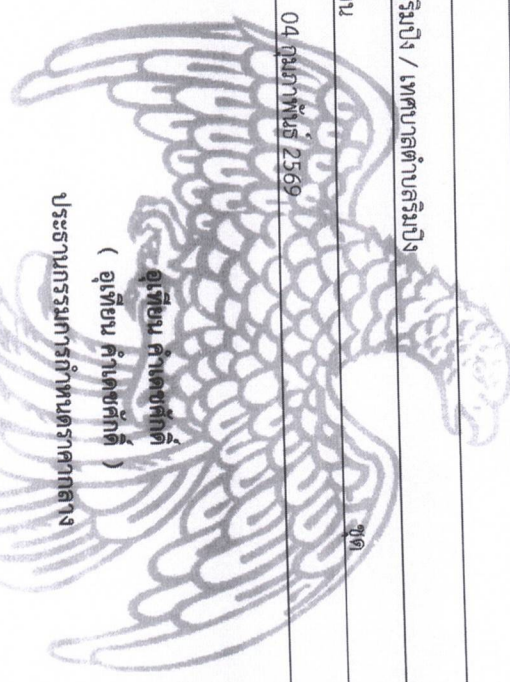 ริมปิง / เทศบาลตำบลริมปิง
ชุด
04 กุมภาพันธ์ 2569
อุเทียน คำเดชศักดิ์
( อุเทียน คำเดชศักดิ์ )
ประธานกรรมการกำหนดราคากลาง